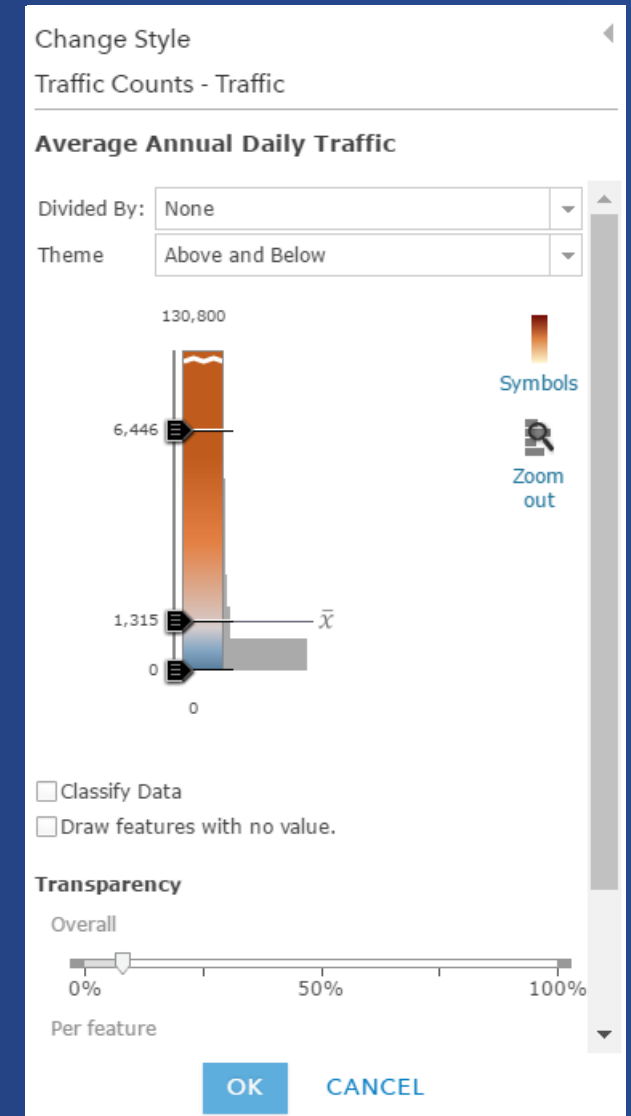 Change Style
Traffic Counts - Traffic
Average Annual Daily Traffic
Divided By: None
Theme Above and Below
130,800
Symbols
6,446
Zoom
out
1,315 x̄
0
0
Classify Data
Draw features with no value.
Transparency
Overall
0% 50% 100%
Per feature
OK CANCEL